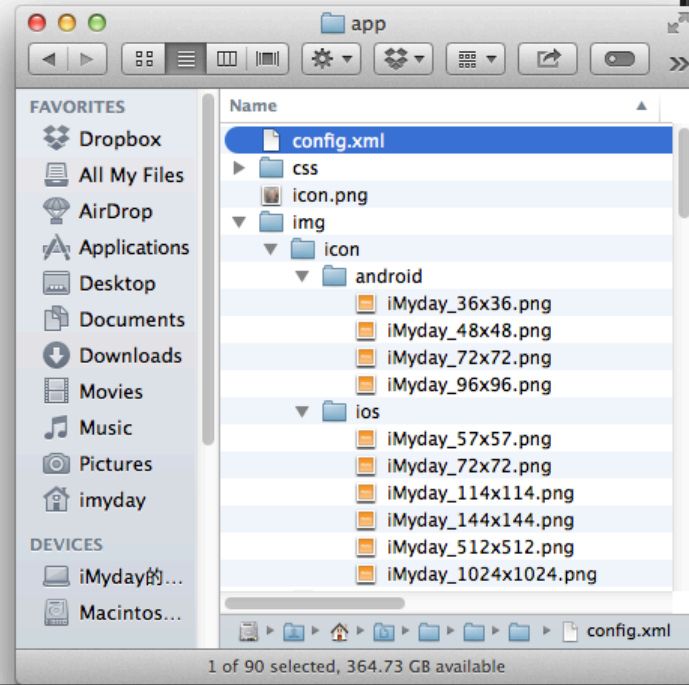 app
FAVORITES
Dropbox
All My Files
AirDrop
Applications
Desktop
Documents
Downloads
Movies
Music
Pictures
imyday
DEVICES
iMyday的...
Macintos...
Name
config.xml
css
icon.png
img
icon
android
iMyday_36x36.png
iMyday_48x48.png
iMyday_72x72.png
iMyday_96x96.png
ios
iMyday_57x57.png
iMyday_72x72.png
iMyday_114x114.png
iMyday_144x144.png
iMyday_512x512.png
iMyday_1024x1024.png
config.xml
1 of 90 selected, 364.73 GB available